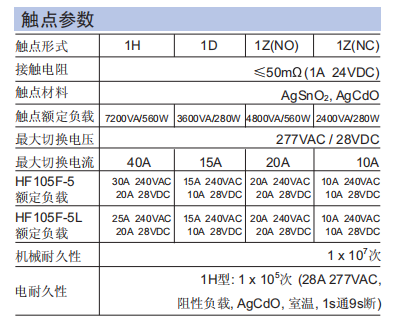 触点参数
触点形式 1H 1D 1Z(NO) 1Z(NC)
接触电阻 ≤50mΩ (1A 24VDC)
触点材料 AgSnO₂, AgCdO
触点额定负载 7200VA/560W 3600VA/280W 4800VA/560W 2400VA/280W
最大切换电压 277VAC / 28VDC
最大切换电流 40A 15A 20A 10A
HF105F-5 30A 240VAC 15A 240VAC 20A 240VAC 10A 240VAC
额定负载 20A 28VDC 10A 28VDC 20A 28VDC 10A 28VDC
HF105F-5L 25A 240VAC 15A 240VAC 20A 240VAC 10A 240VAC
额定负载 20A 28VDC 10A 28VDC 20A 28VDC 10A 28VDC
机械耐久性 1 x 10⁷次
电耐久性 1H型: 1 x 10⁵次 (28A 277VAC,
阻性负载, AgCdO, 室温, 1s通9s断)